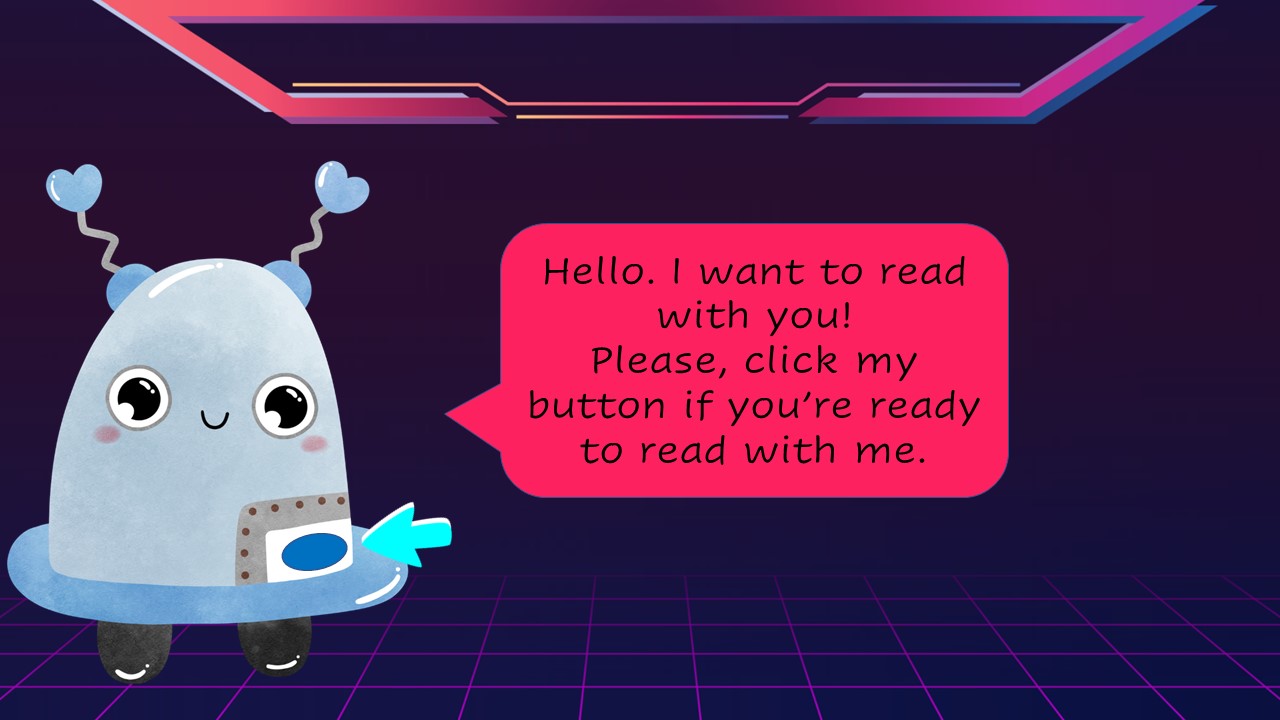 Hello. I want to read
with you!
Please, click my
button if you’re ready
to read with me.